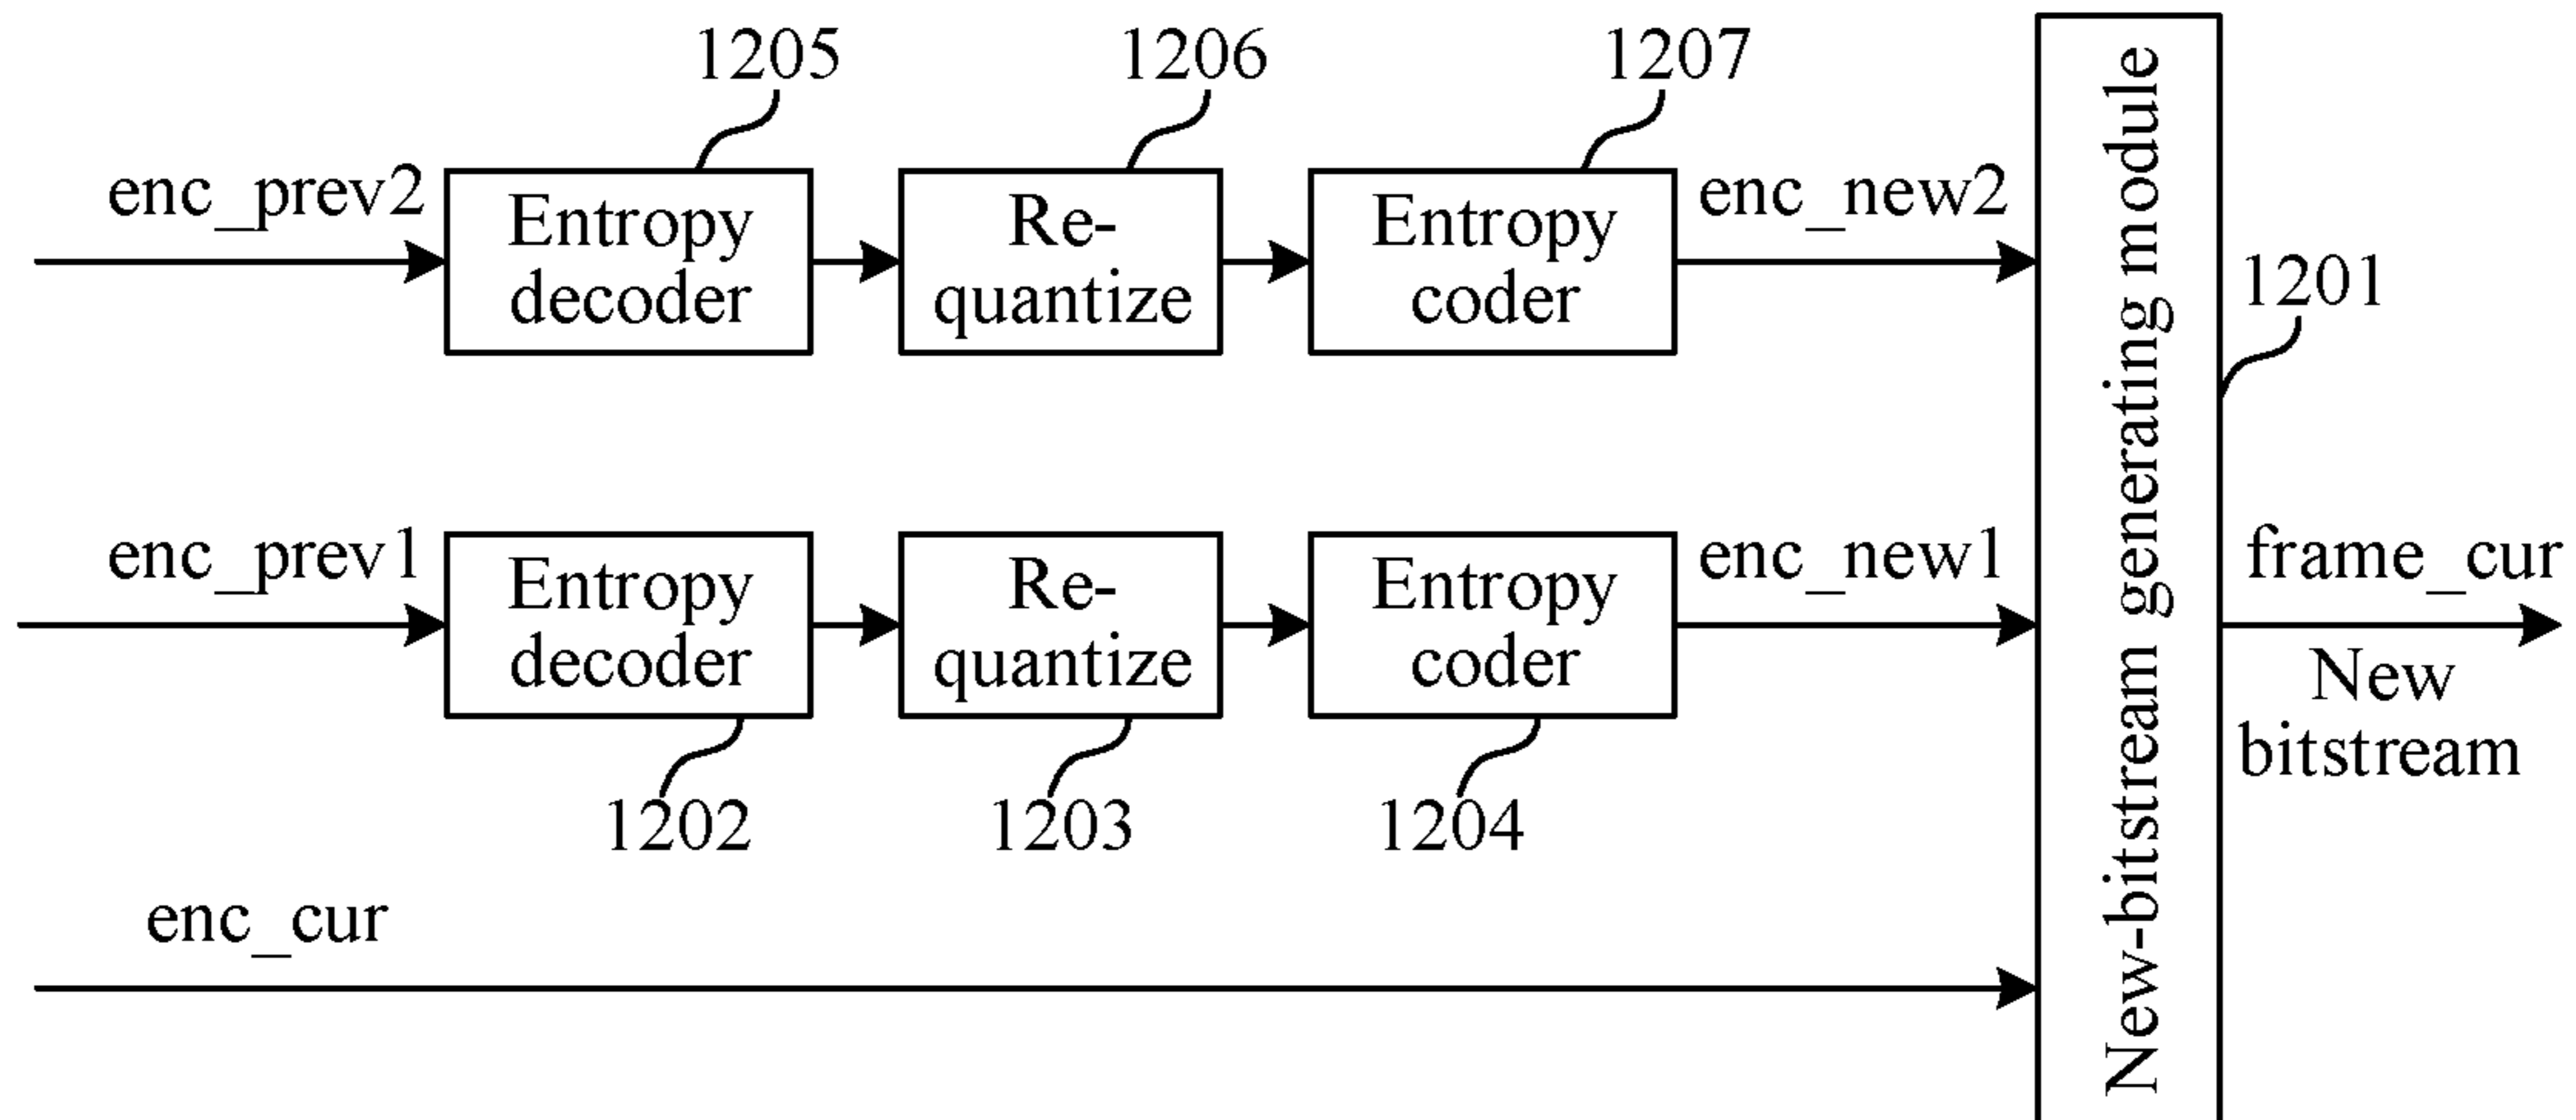 1205
1206
1207
enc_prev2
Entropy
decoder
Re-
quantize
Entropy
coder
enc_new2
New-bitstream generating module
1201
enc_prev1
Entropy
decoder
Re-
quantize
Entropy
coder
enc_new1
frame_cur
New
bitstream
1202
1203
1204
enc_cur